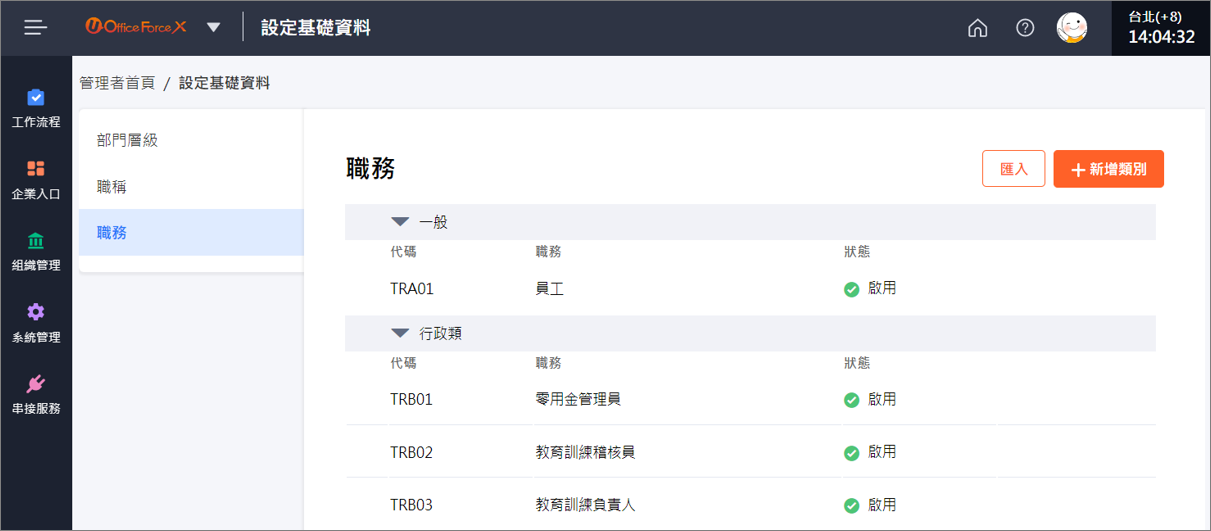 U-Office Force X
設定基礎資料
台北(+8)
14:04:32
管理者首頁 / 設定基礎資料
工作流程
企業入口
組織管理
系統管理
串接服務
部門層級
職稱
職務
職務
匯入
+ 新增類別
一般
代碼 職務 狀態
TRA01 員工 啟用
行政類
代碼 職務 狀態
TRB01 零用金管理員 啟用
TRB02 教育訓練稽核員 啟用
TRB03 教育訓練負責人 啟用